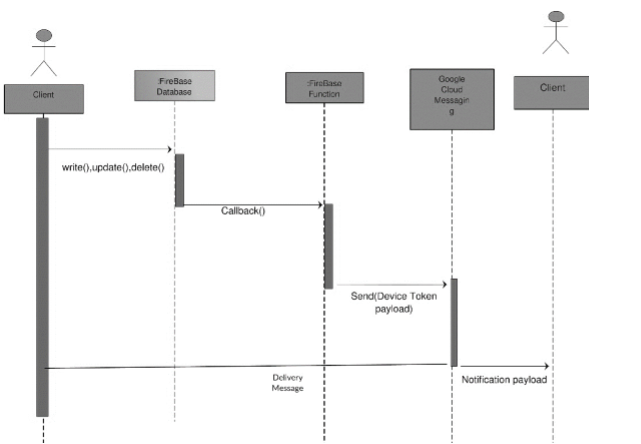 Client
:FireBase
Database
:FireBase
Function
Google
Cloud
Messagin
g
Client
write(),update(),delete()
Callback()
Send(Device Token
payload)
Delivery
Message
Notification payload